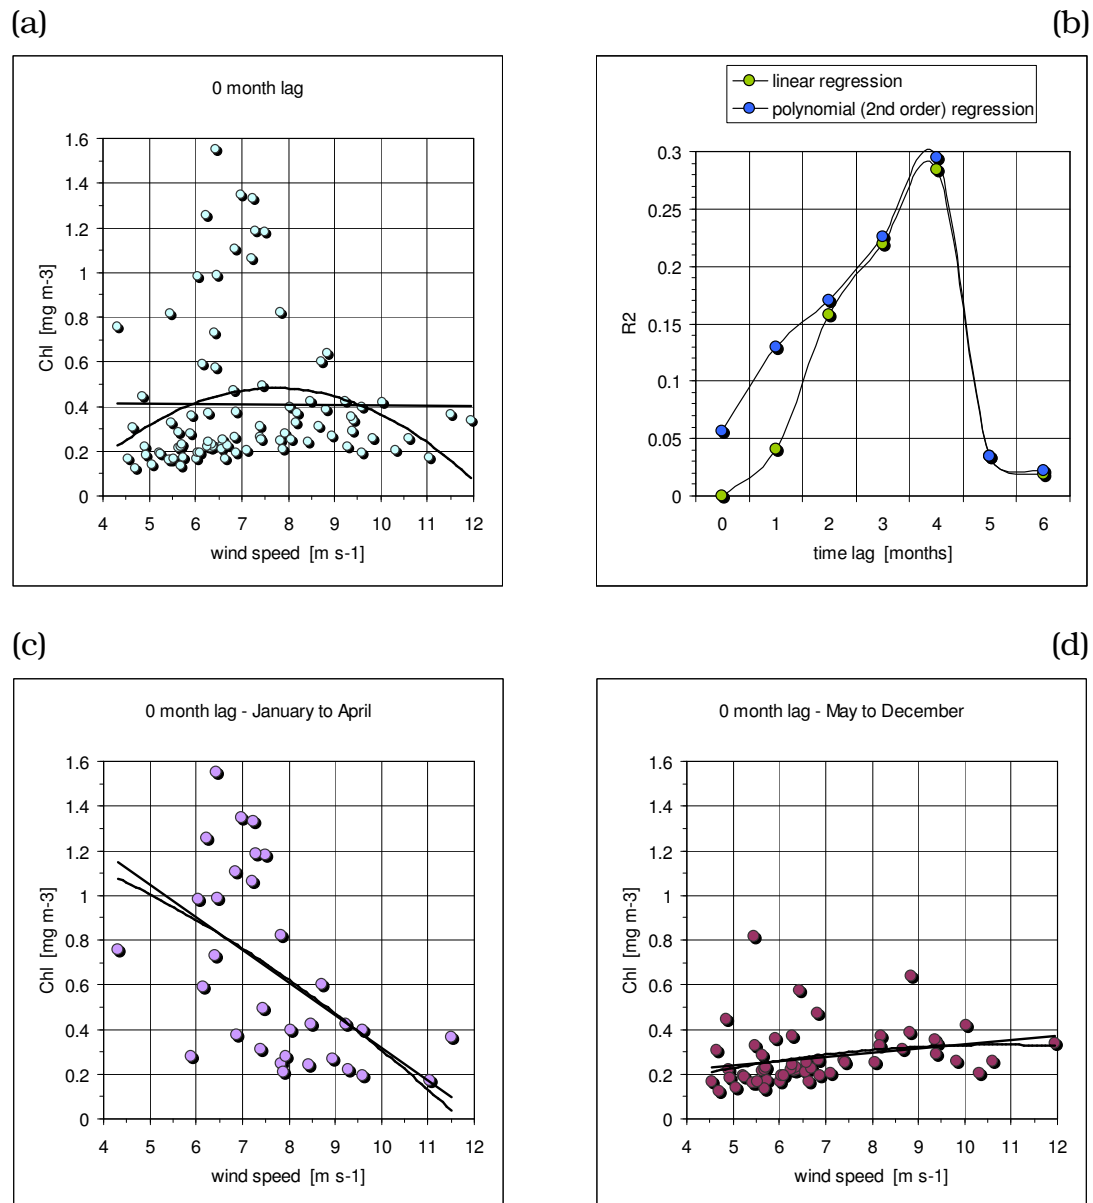 (a)
0 month lag
Chl [mg m-3]
1.6
1.4
1.2
1
0.8
0.6
0.4
0.2
0
4 5 6 7 8 9 10 11 12
wind speed [m s-1]
(b)
linear regression
polynomial (2nd order) regression
R2
0.3
0.25
0.2
0.15
0.1
0.05
0
0 1 2 3 4 5 6
time lag [months]
(c)
0 month lag - January to April
Chl [mg m-3]
1.6
1.4
1.2
1
0.8
0.6
0.4
0.2
0
4 5 6 7 8 9 10 11 12
wind speed [m s-1]
(d)
0 month lag - May to December
Chl [mg m-3]
1.6
1.4
1.2
1
0.8
0.6
0.4
0.2
0
4 5 6 7 8 9 10 11 12
wind speed [m s-1]